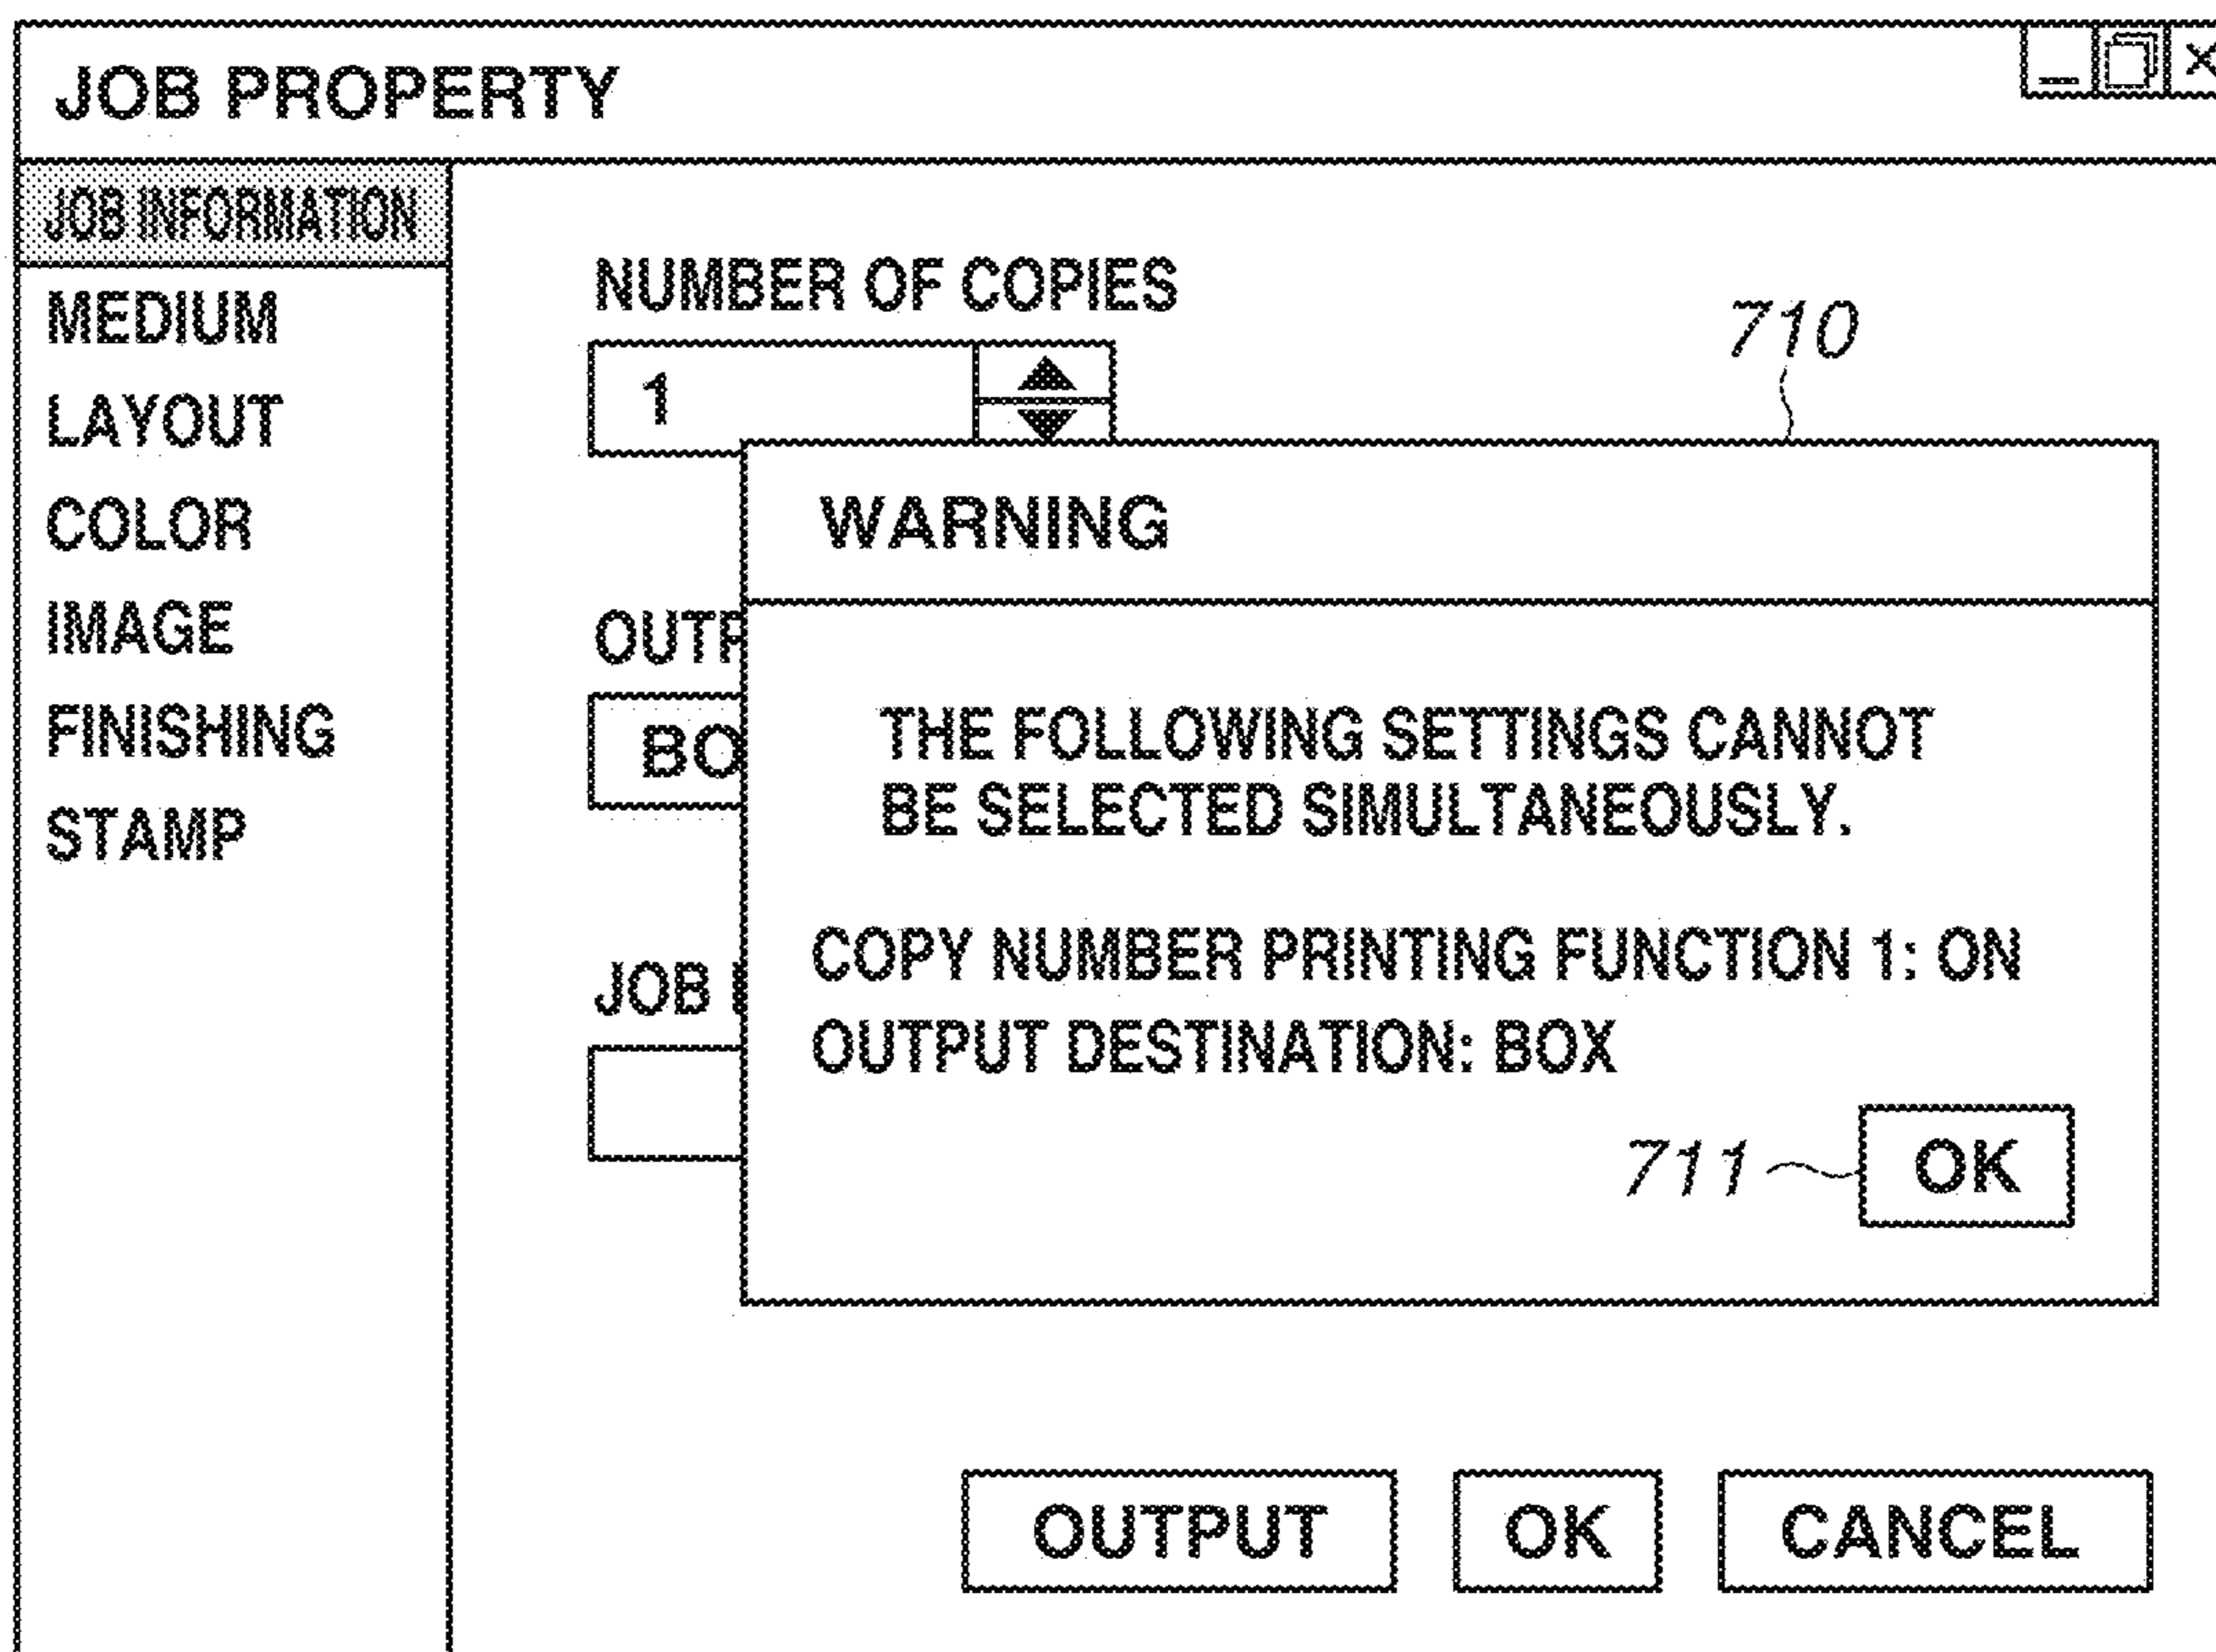 JOB PROPERTY
JOB INFORMATION
MEDIUM
LAYOUT
COLOR
IMAGE
FINISHING
STAMP
NUMBER OF COPIES
1
710
WARNING
THE FOLLOWING SETTINGS CANNOT
BE SELECTED SIMULTANEOUSLY.
COPY NUMBER PRINTING FUNCTION 1: ON
OUTPUT DESTINATION: BOX
711
OK
JOB
OUTPUT OK CANCEL